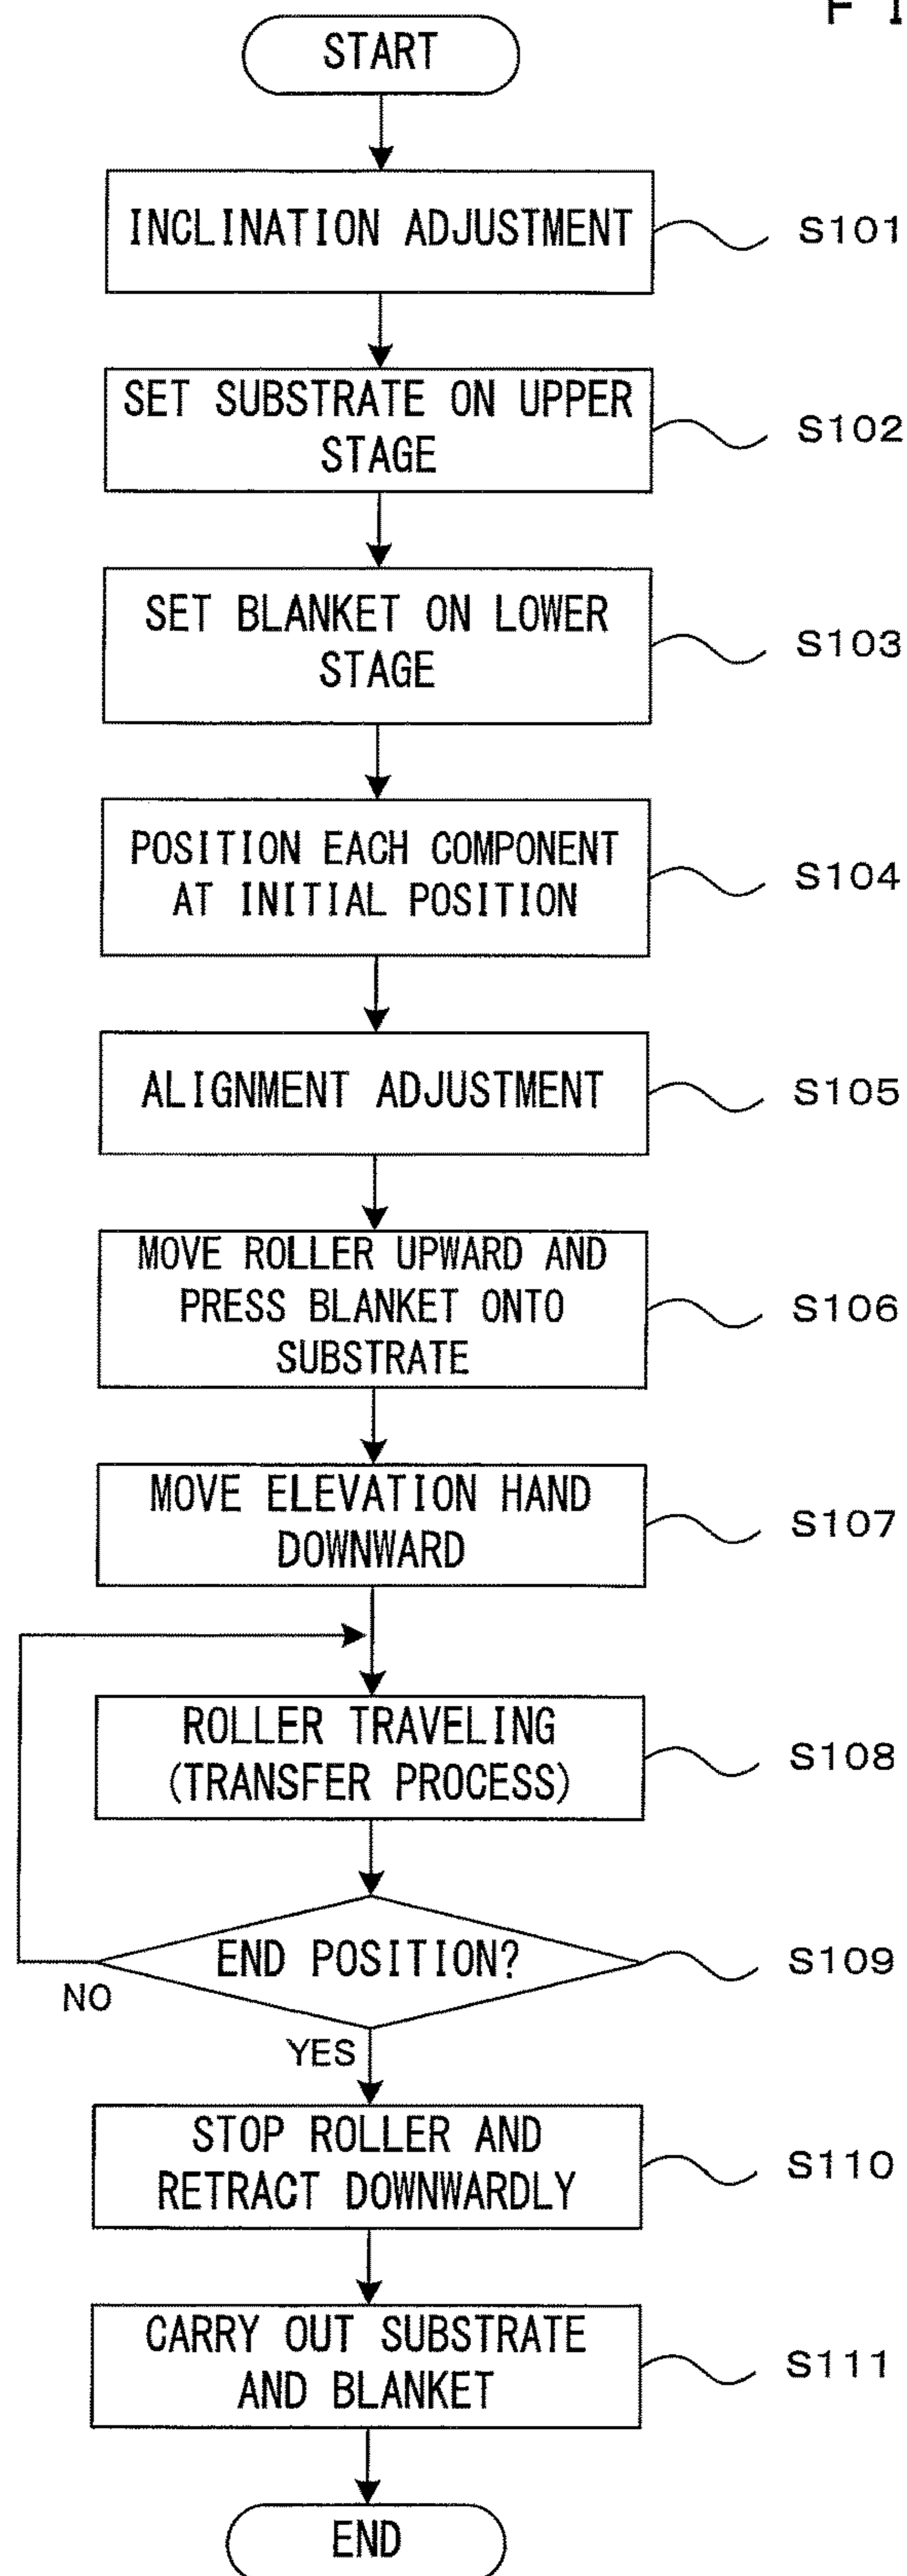 F I
START
INCLINATION ADJUSTMENT
S101
SET SUBSTRATE ON UPPER
STAGE
S102
SET BLANKET ON LOWER
STAGE
S103
POSITION EACH COMPONENT
AT INITIAL POSITION
S104
ALIGNMENT ADJUSTMENT
S105
MOVE ROLLER UPWARD AND
PRESS BLANKET ONTO
SUBSTRATE
S106
MOVE ELEVATION HAND
DOWNWARD
S107
ROLLER TRAVELING
(TRANSFER PROCESS)
S108
END POSITION?
S109
NO
YES
STOP ROLLER AND
RETRACT DOWNWARDLY
S110
CARRY OUT SUBSTRATE
AND BLANKET
S111
END